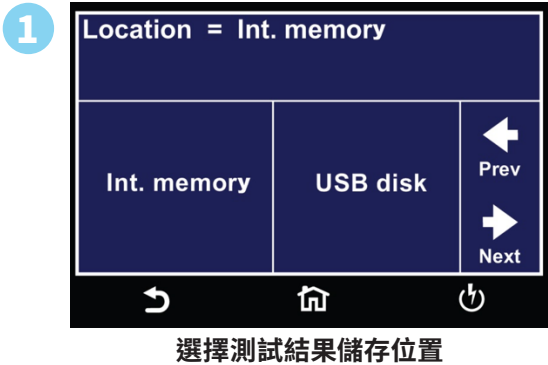 1
Location = Int. memory
Int. memory
USB disk
Prev
Next
選擇測試結果儲存位置